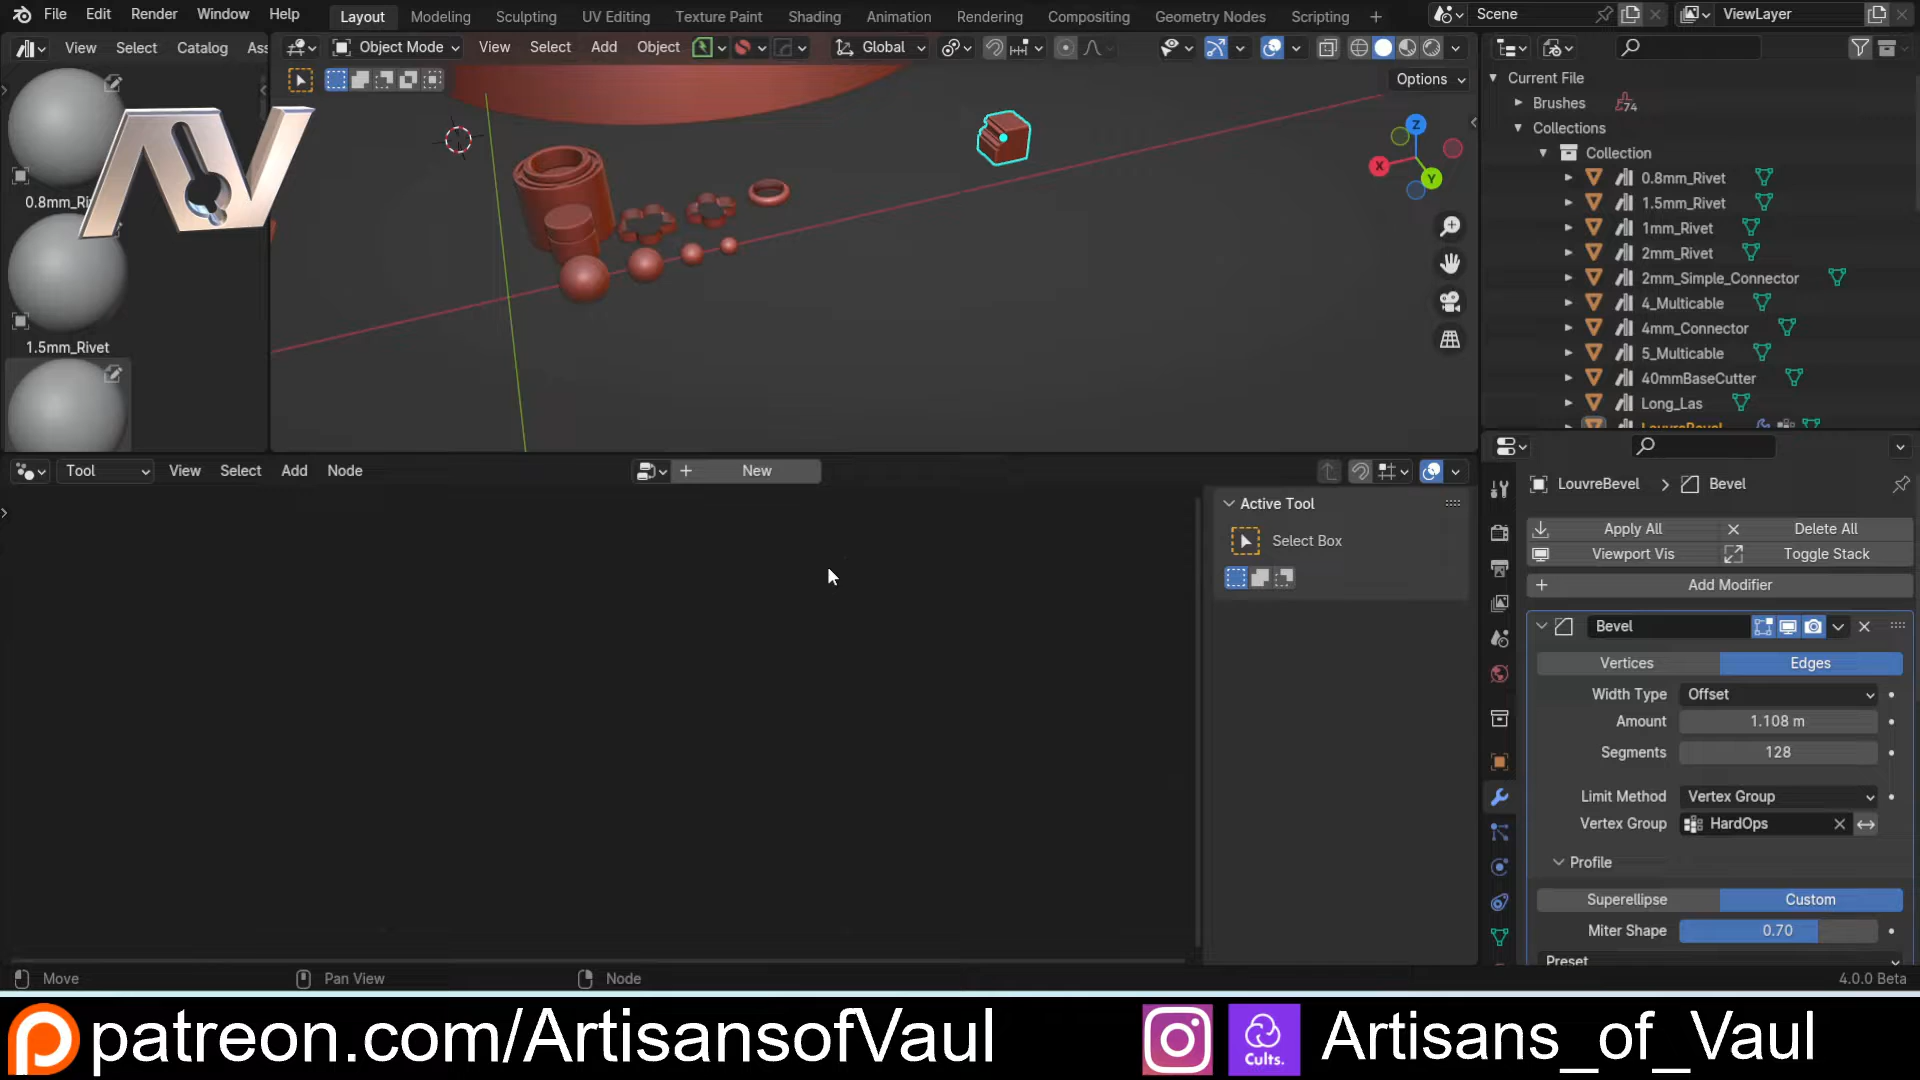 File Edit Render Window Help Layout Modeling Sculpting UV Editing Texture Paint Shading Animation Rendering Compositing Geometry Nodes Scripting + Scene ViewLayer
View Select Catalog Ass
Object Mode View Select Add Object Global
Options
0.8mm_Ri
1.5mm_Rivet
X Y Z
Current File
Brushes 74
Collections
Collection
0.8mm_Rivet
1.5mm_Rivet
1mm_Rivet
2mm_Rivet
2mm_Simple_Connector
4_Multicable
4mm_Connector
5_Multicable
40mmBaseCutter
Long_Las
LouvreBevel
Tool View Select Add Node + New
Active Tool
Select Box
LouvreBevel > Bevel
Apply All Delete All
Viewport Vis Toggle Stack
Add Modifier
Bevel
Vertices Edges
Width Type Offset
Amount 1.108 m
Segments 128
Limit Method Vertex Group
Vertex Group HardOps
Profile
Superellipse Custom
Miter Shape 0.70
Preset
Move Pan View Node 4.0.0 Beta
patreon.com/ArtisansofVaul Cults. Artisans_of_Vaul